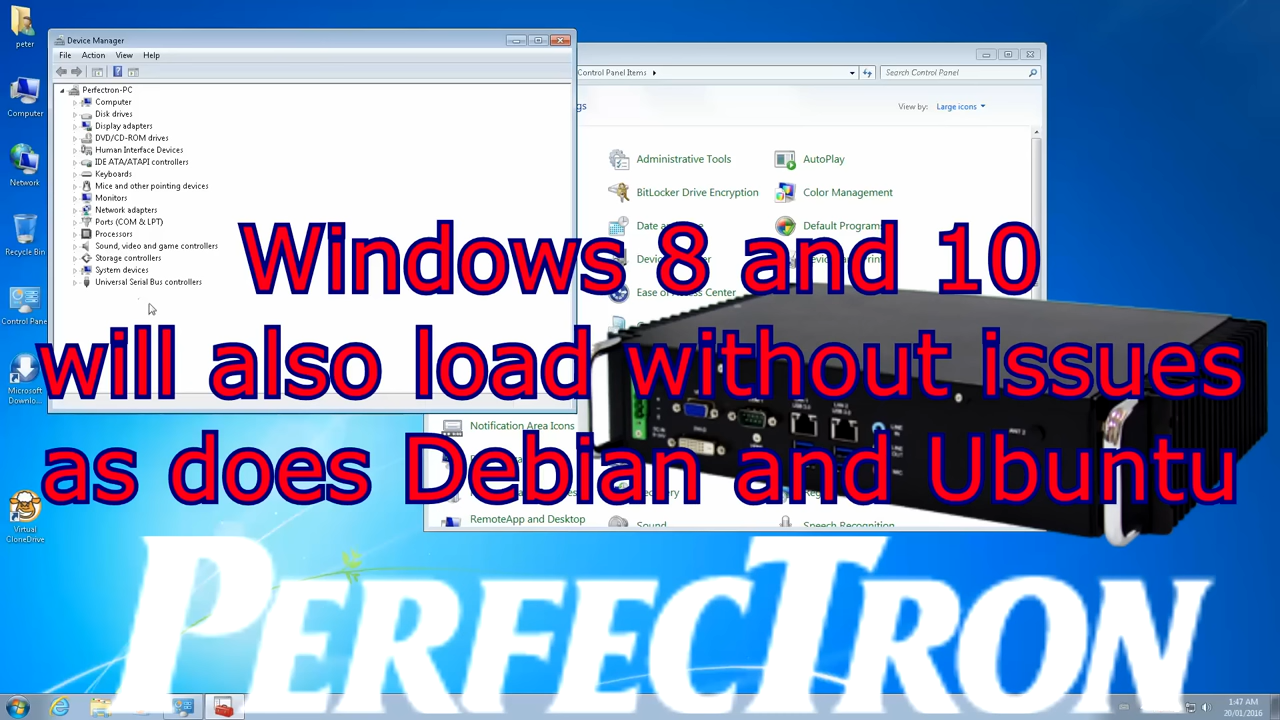 peter
Computer
Network
Recycle Bin
Control Pane
Microsoft
Downlo...
Virtual
CloneDrive
Device Manager
File Action View Help
Perfectron-PC
Computer
Disk drives
Display adapters
DVD/CD-ROM drives
Human Interface Devices
IDE ATA/ATAPI controllers
Keyboards
Mice and other pointing devices
Monitors
Network adapters
Ports (COM & LPT)
Processors
Sound, video and game controllers
Storage controllers
System devices
Universal Serial Bus controllers
Control Panel Items
Search Control Panel
View by: Large icons
Administrative Tools
AutoPlay
BitLocker Drive Encryption
Color Management
Default Program
Ease of Access Center
Notification Area Icons
RemoteApp and Desktop
Sound
Speech Recognition
Windows 8 and 10
will also load without issues
as does Debian and Ubuntu
PERFECTRON
1:47 AM
20/01/2016